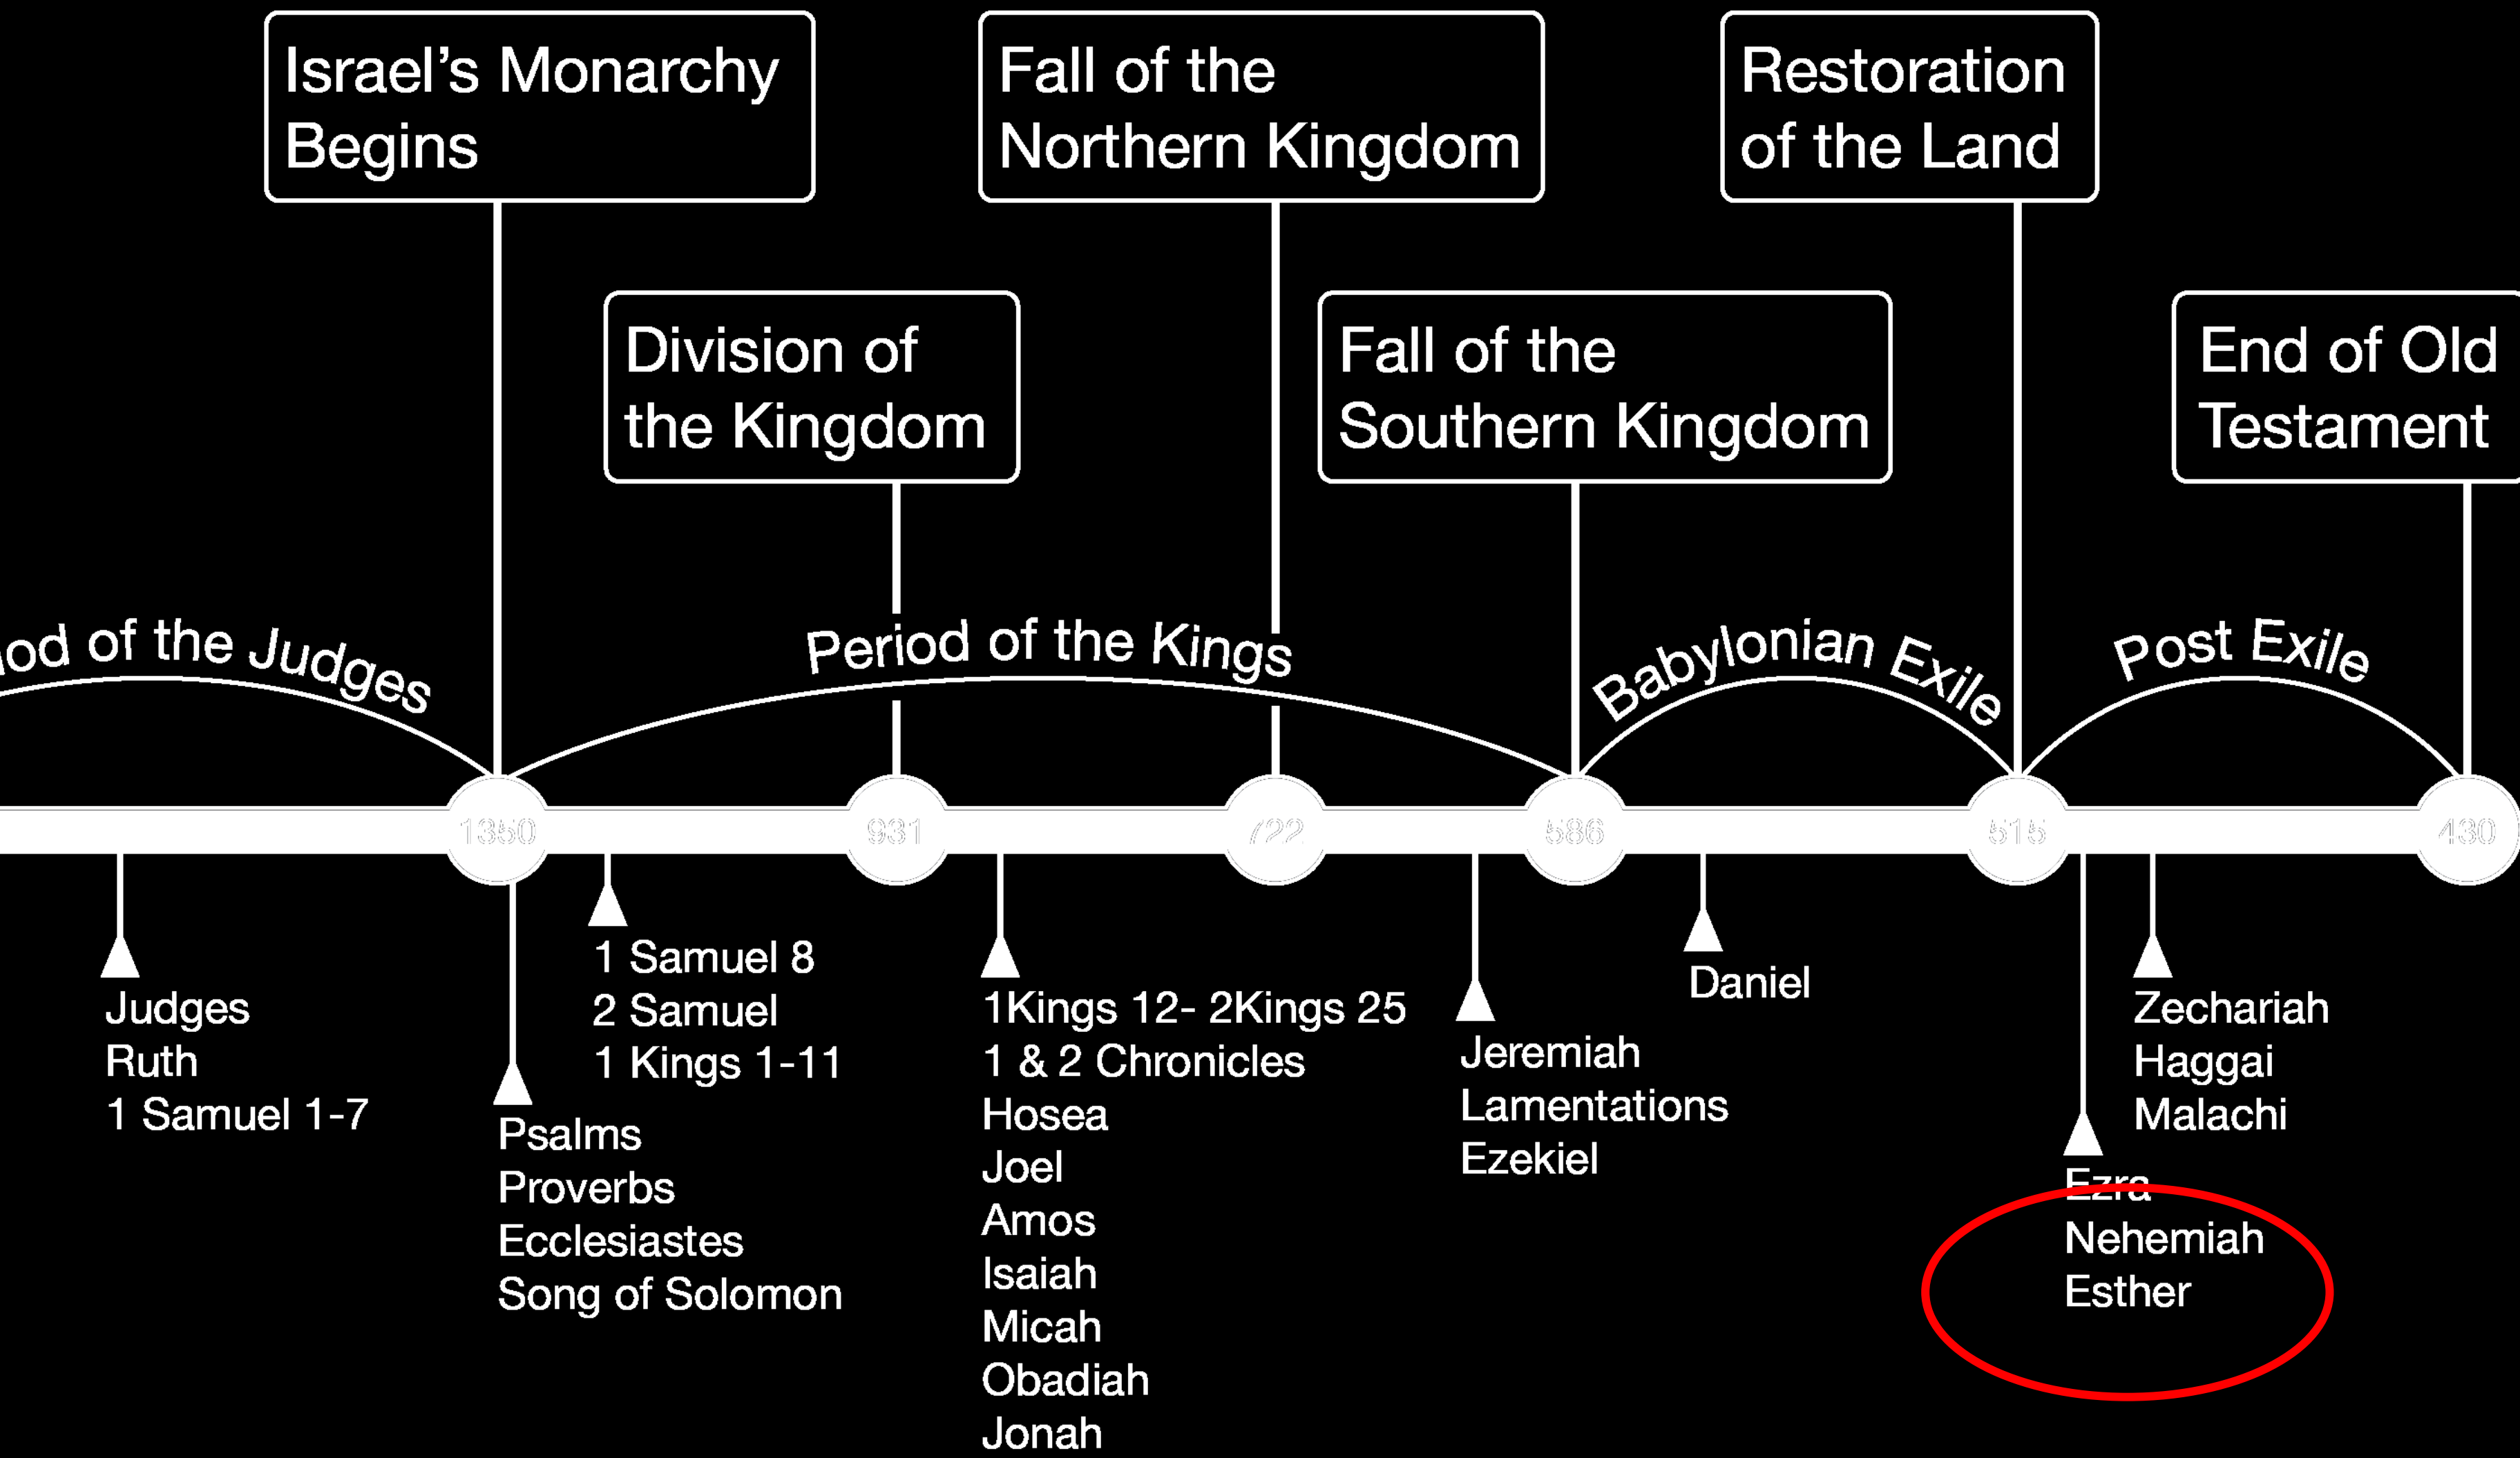 Israel's Monarchy
Begins
Fall of the
Northern Kingdom
Restoration
of the Land
Division of
the Kingdom
Fall of the
Southern Kingdom
End of Old
Testament
of the Judges
Period of the Kings
Babylonian Exile
Post Exile
1350
931
722
586
515
430
Judges
Ruth
1 Samuel 1-7
Psalms
Proverbs
Ecclesiastes
Song of Solomon
1 Samuel 8
2 Samuel
1 Kings 1-11
1Kings 12- 2Kings 25
1 & 2 Chronicles
Hosea
Joel
Amos
Isaiah
Micah
Obadiah
Jonah
Jeremiah
Lamentations
Ezekiel
Daniel
Ezra
Nehemiah
Esther
Zechariah
Haggai
Malachi